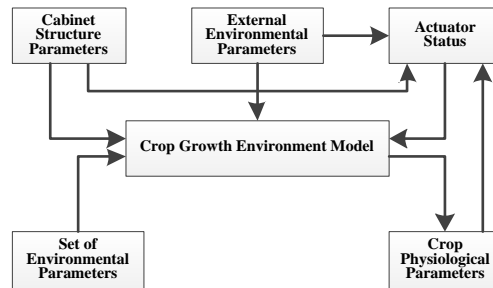 Cabinet
Structure
Parameters
External
Environmental
Parameters
Actuator
Status
Crop Growth Environment Model
Set of
Environmental
Parameters
Crop
Physiological
Parameters